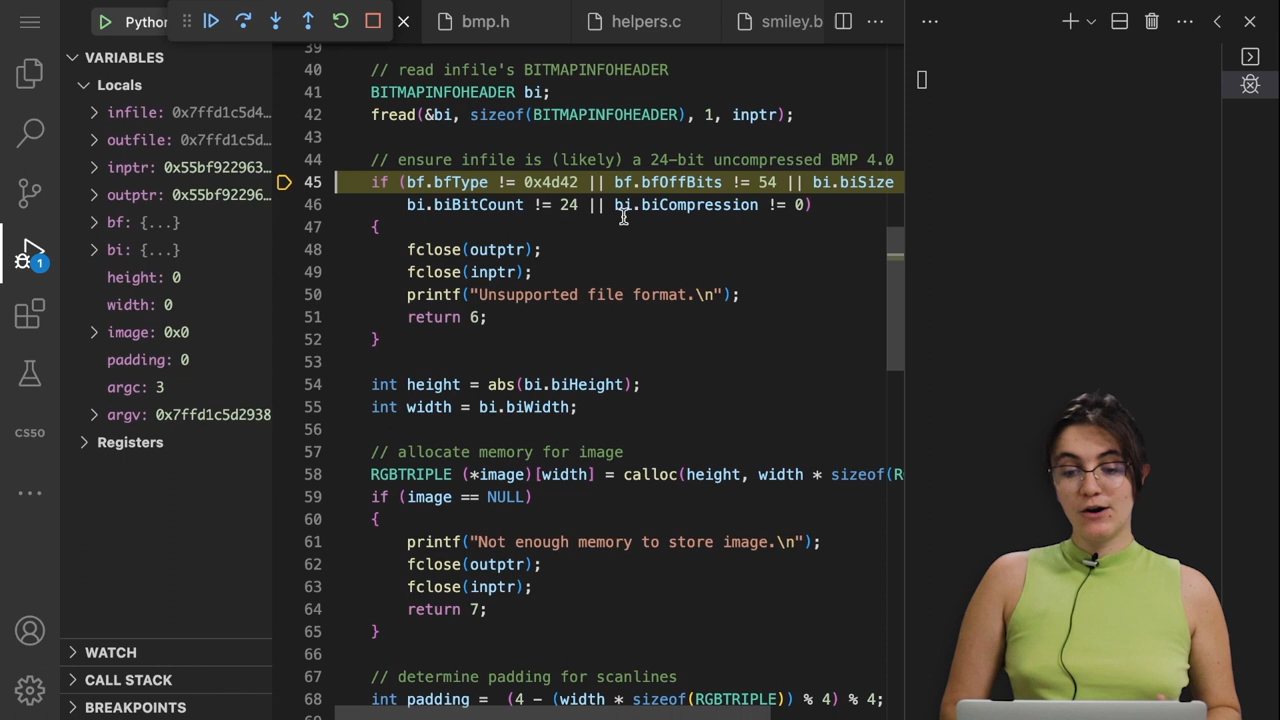 Pythor
bmp.h
helpers.c
smiley.b
VARIABLES
Locals
infile: 0x7ffd1c5d4…
outfile: 0x7ffd1c5d…
inptr: 0x55bf922963…
outptr: 0x55bf92296…
bf: {...}
bi: {...}
height: 0
width: 0
image: 0x0
padding: 0
argc: 3
argv: 0x7ffd1c5d2938
Registers
WATCH
CALL STACK
BREAKPOINTS
1
CS50
39
40 // read infile's BITMAPINFOHEADER
41 BITMAPINFOHEADER bi;
42 fread(&bi, sizeof(BITMAPINFOHEADER), 1, inptr);
43
44 // ensure infile is (likely) a 24-bit uncompressed BMP 4.0
45 if (bf.bfType != 0x4d42 || bf.bfOffBits != 54 || bi.biSize
46 bi.biBitCount != 24 || bi.biCompression != 0)
47 {
48 fclose(outptr);
49 fclose(inptr);
50 printf("Unsupported file format.\n");
51 return 6;
52 }
53
54 int height = abs(bi.biHeight);
55 int width = bi.biWidth;
56
57 // allocate memory for image
58 RGBTRIPLE (*image)[width] = calloc(height, width * sizeof(R
59 if (image == NULL)
60 {
61 printf("Not enough memory to store image.\n");
62 fclose(outptr);
63 fclose(inptr);
64 return 7;
65 }
66
67 // determine padding for scanlines
68 int padding = (4 - (width * sizeof(RGBTRIPLE)) % 4) % 4;